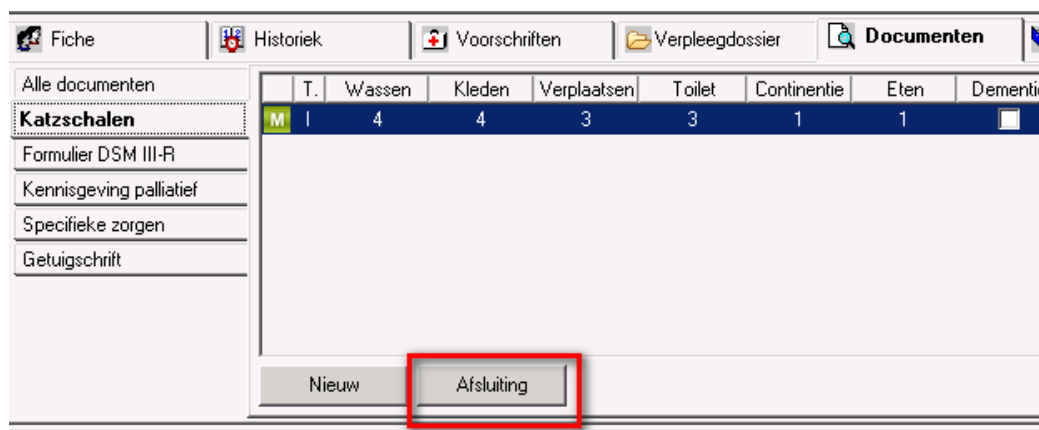 Fiche Historiek Voorschriften Verpleegdossier Documenten
Alle documenten
Katzschalen
Formulier DSM III-R
Kennisgeving palliatief
Specifieke zorgen
Getuigschrift
T. Wassen Kleden Verplaatsen Toilet Continentie Eten Dementie
M I 4 4 3 3 1 1
Nieuw Afsluiting